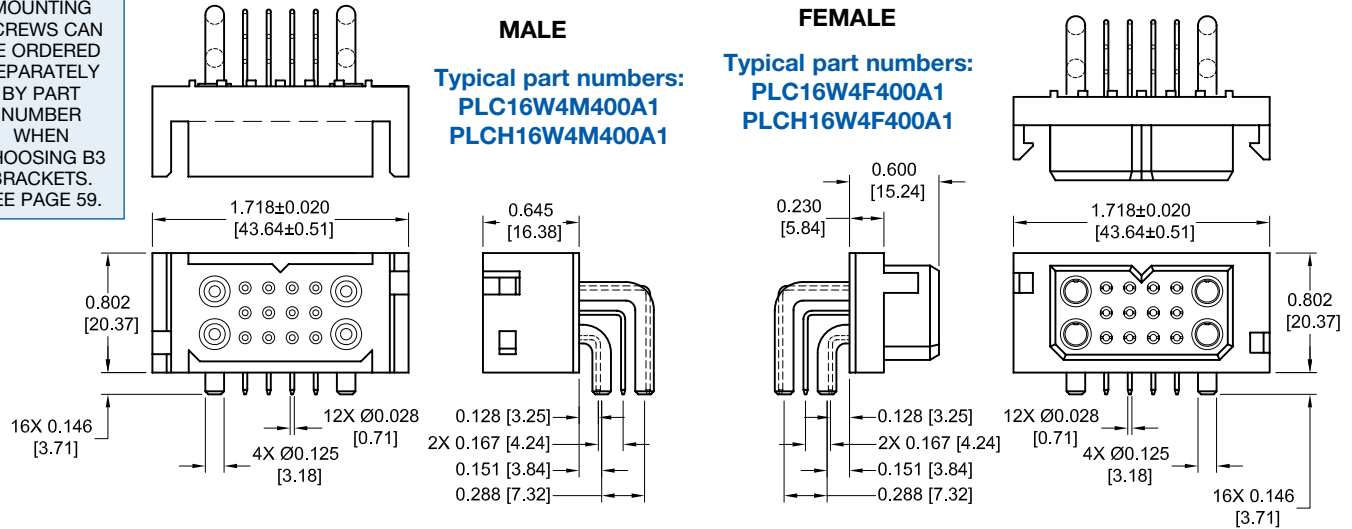 MOUNTING
CAN
ORDERED
BY PART
NUMBER
WHEN
B3
BRACKETS.
PAGE 59.
MALE
Typical part numbers:
PLC16W4M400A1
PLCH16W4M400A1
FEMALE
Typical part numbers:
PLC16W4F400A1
PLCH16W4F400A1
1.718±0.020
[43.64±0.51]
0.802
[20.37]
16X 0.146
[3.71]
12X Ø0.028
[0.71]
4X Ø0.125
[3.18]
0.645
[16.38]
0.128 [3.25]
2X 0.167 [4.24]
0.151 [3.84]
0.288 [7.32]
0.600
[15.24]
0.230
[5.84]
0.128 [3.25]
2X 0.167 [4.24]
0.151 [3.84]
0.288 [7.32]
1.718±0.020
[43.64±0.51]
0.802
[20.37]
12X Ø0.028
[0.71]
4X Ø0.125
[3.18]
16X 0.146
[3.71]